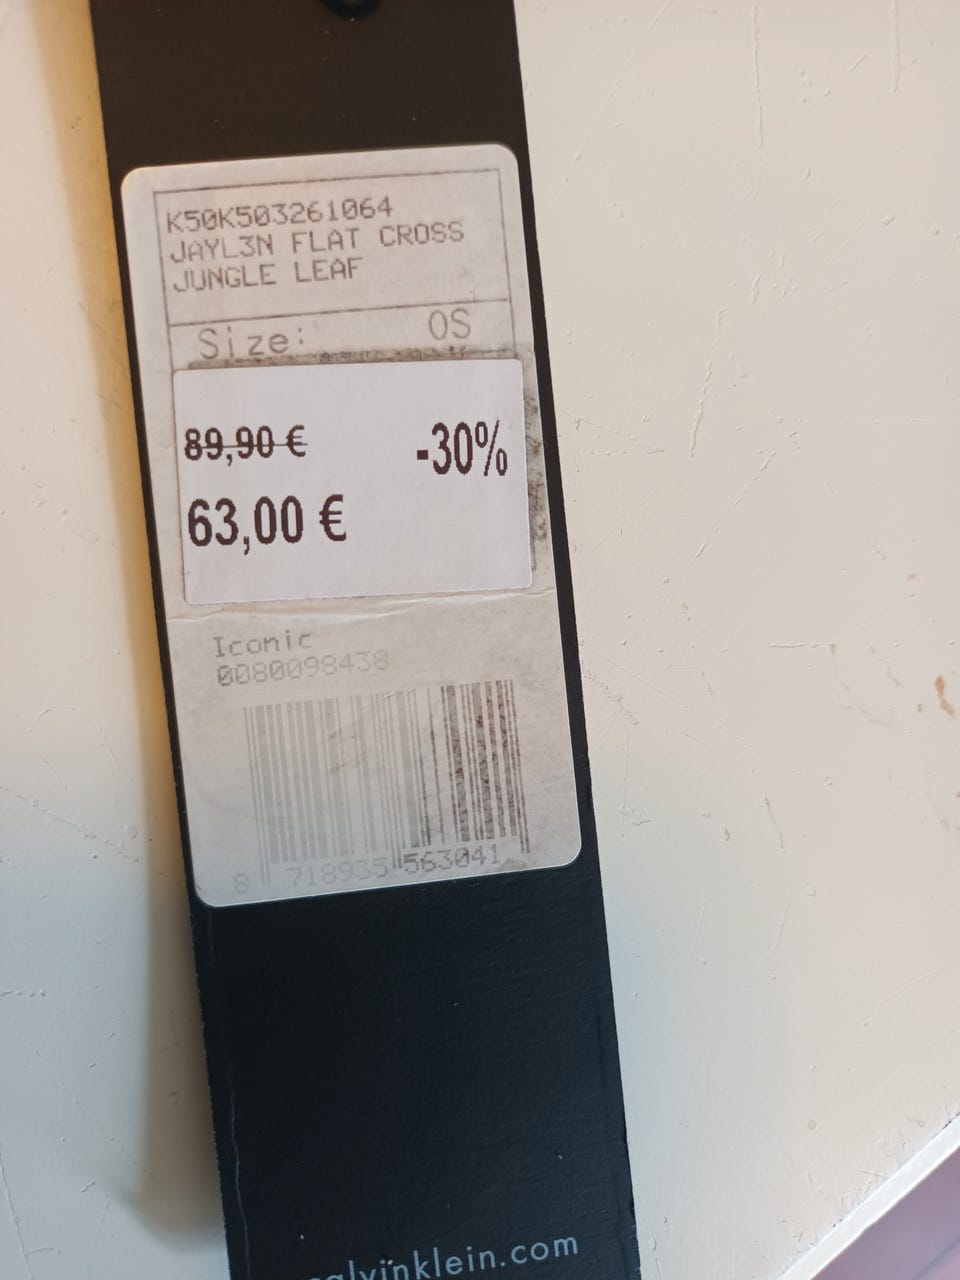 K50K503261064
JAYL3N FLAT CROSS
JUNGLE LEAF
Size: OS
89,90 € -30%
63,00 €
Iconic
0080098438
8 718935 563041
calvinklein.com